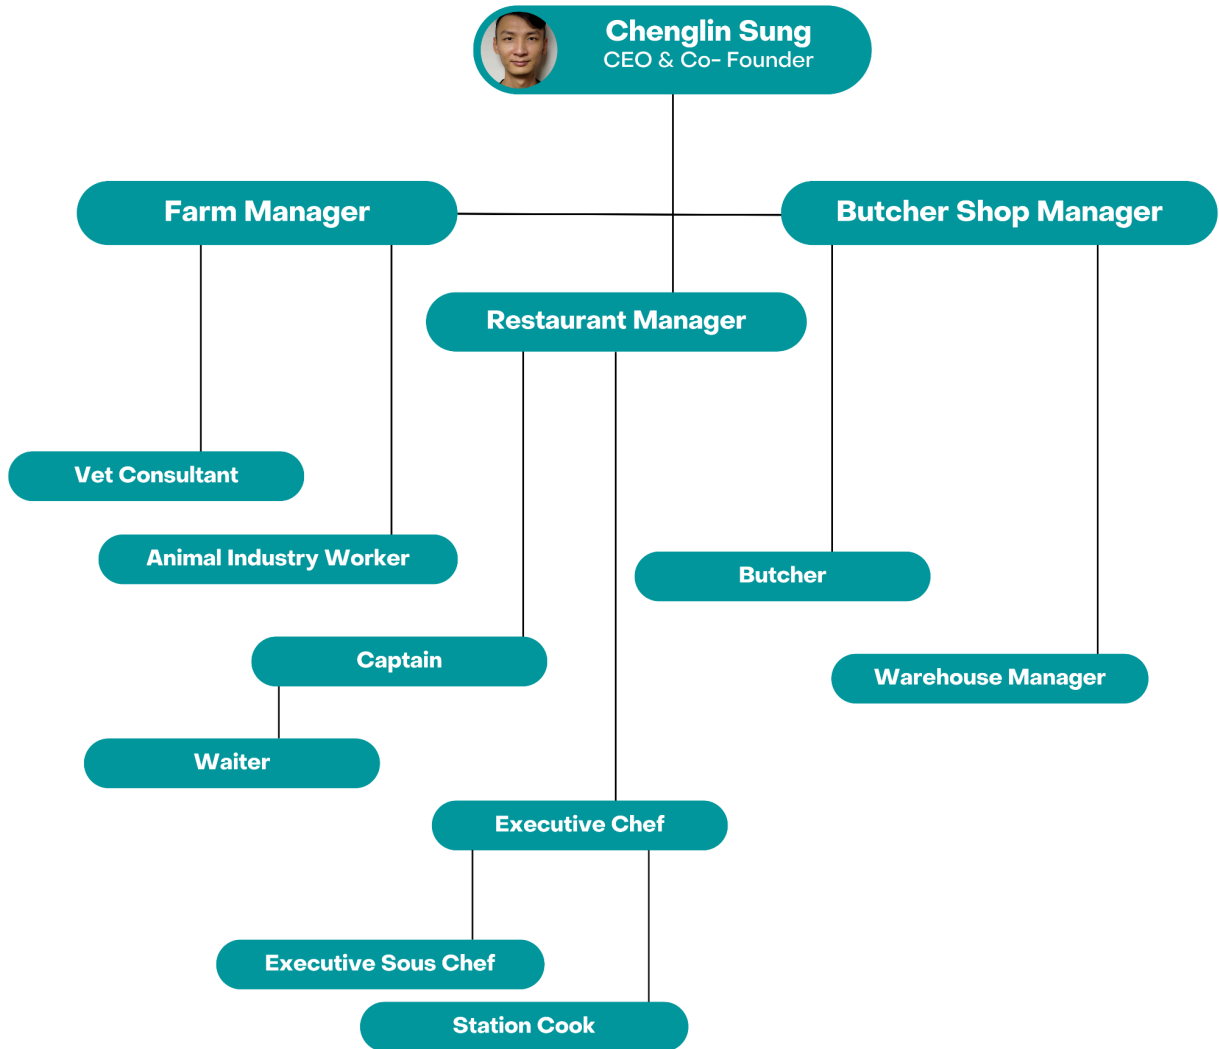 Chenglin Sung
CEO & Co- Founder
Farm Manager
Butcher Shop Manager
Restaurant Manager
Vet Consultant
Animal Industry Worker
Butcher
Captain
Warehouse Manager
Waiter
Executive Chef
Executive Sous Chef
Station Cook